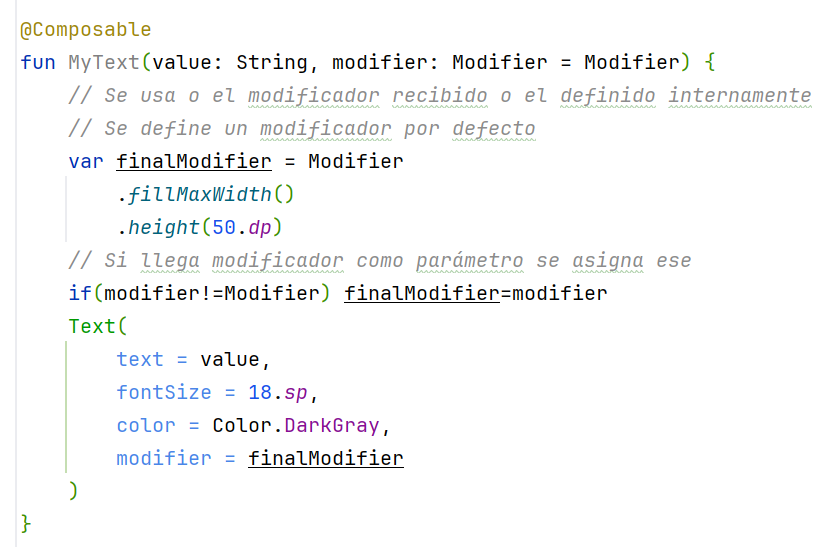 @Composable
fun MyText(value: String, modifier: Modifier = Modifier) {
    // Se usa o el modificador recibido o el definido internamente
    // Se define un modificador por defecto
    var finalModifier = Modifier
        .fillMaxWidth()
        .height(50.dp)
    // Si llega modificador como parámetro se asigna ese
    if(modifier!=Modifier) finalModifier=modifier
    Text(
        text = value,
        fontSize = 18.sp,
        color = Color.DarkGray,
        modifier = finalModifier
    )
}